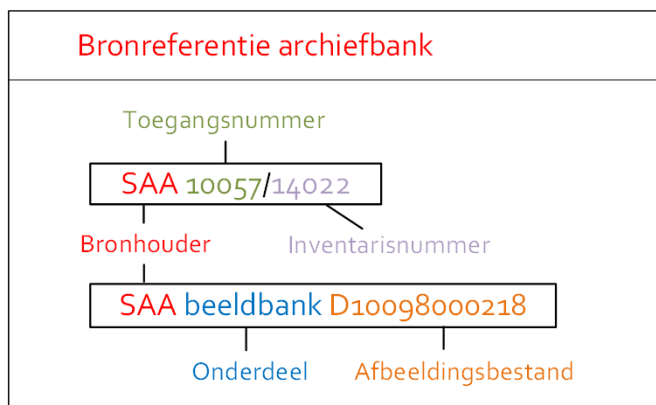 Bronreferentie archiefbank
Toegangsnummer
SAA 10057/14022
Bronhouder Inventarisnummer
SAA beeldbank D10098000218
Onderdeel Afbeeldingsbestand